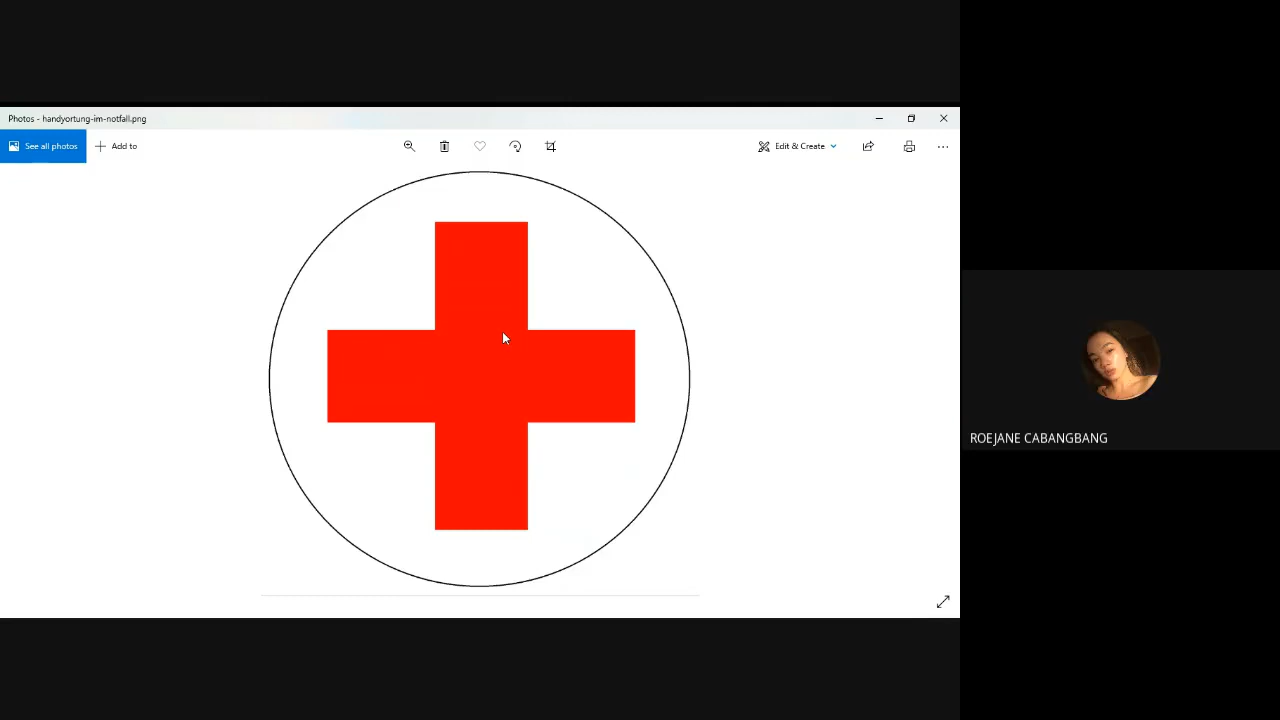 Photos - handyortung-im-notfall.png
See all photos
Add to
Edit & Create
ROEJANE CABANGBANG